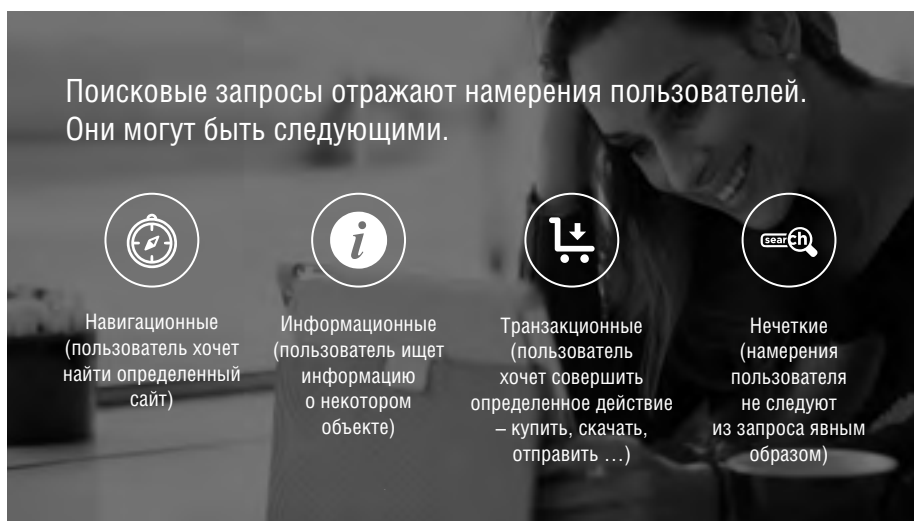 Поисковые запросы отражают намерения пользователей.
Они могут быть следующими.
i
search
Навигационные
(пользователь хочет
найти определенный
сайт)
Информационные
(пользователь ищет
информацию
о некотором
объекте)
Транзакционные
(пользователь
хочет совершить
определенное действие
– купить, скачать,
отправить …)
Нечеткие
(намерения
пользователя
не следуют
из запроса явным
образом)